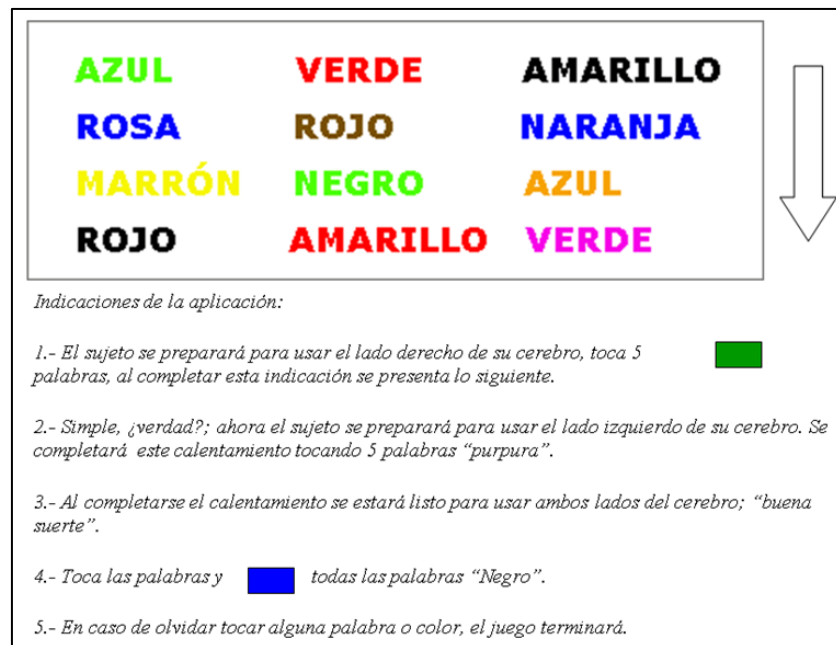 AZUL VERDE AMARILLO
ROSA ROJO NARANJA
MARRÓN NEGRO AZUL
ROJO AMARILLO VERDE
Indicaciones de la aplicación:
1.- El sujeto se preparará para usar el lado derecho de su cerebro, toca 5
palabras, al completar esta indicación se presenta lo siguiente.
2.- Simple, ¿verdad?; ahora el sujeto se preparará para usar el lado izquierdo de su cerebro. Se
completará este calentamiento tocando 5 palabras “purpura”.
3.- Al completarse el calentamiento se estará listo para usar ambos lados del cerebro; “buena
suerte”.
4.- Toca las palabras y todas las palabras “Negro”.
5.- En caso de olvidar tocar alguna palabra o color, el juego terminará.